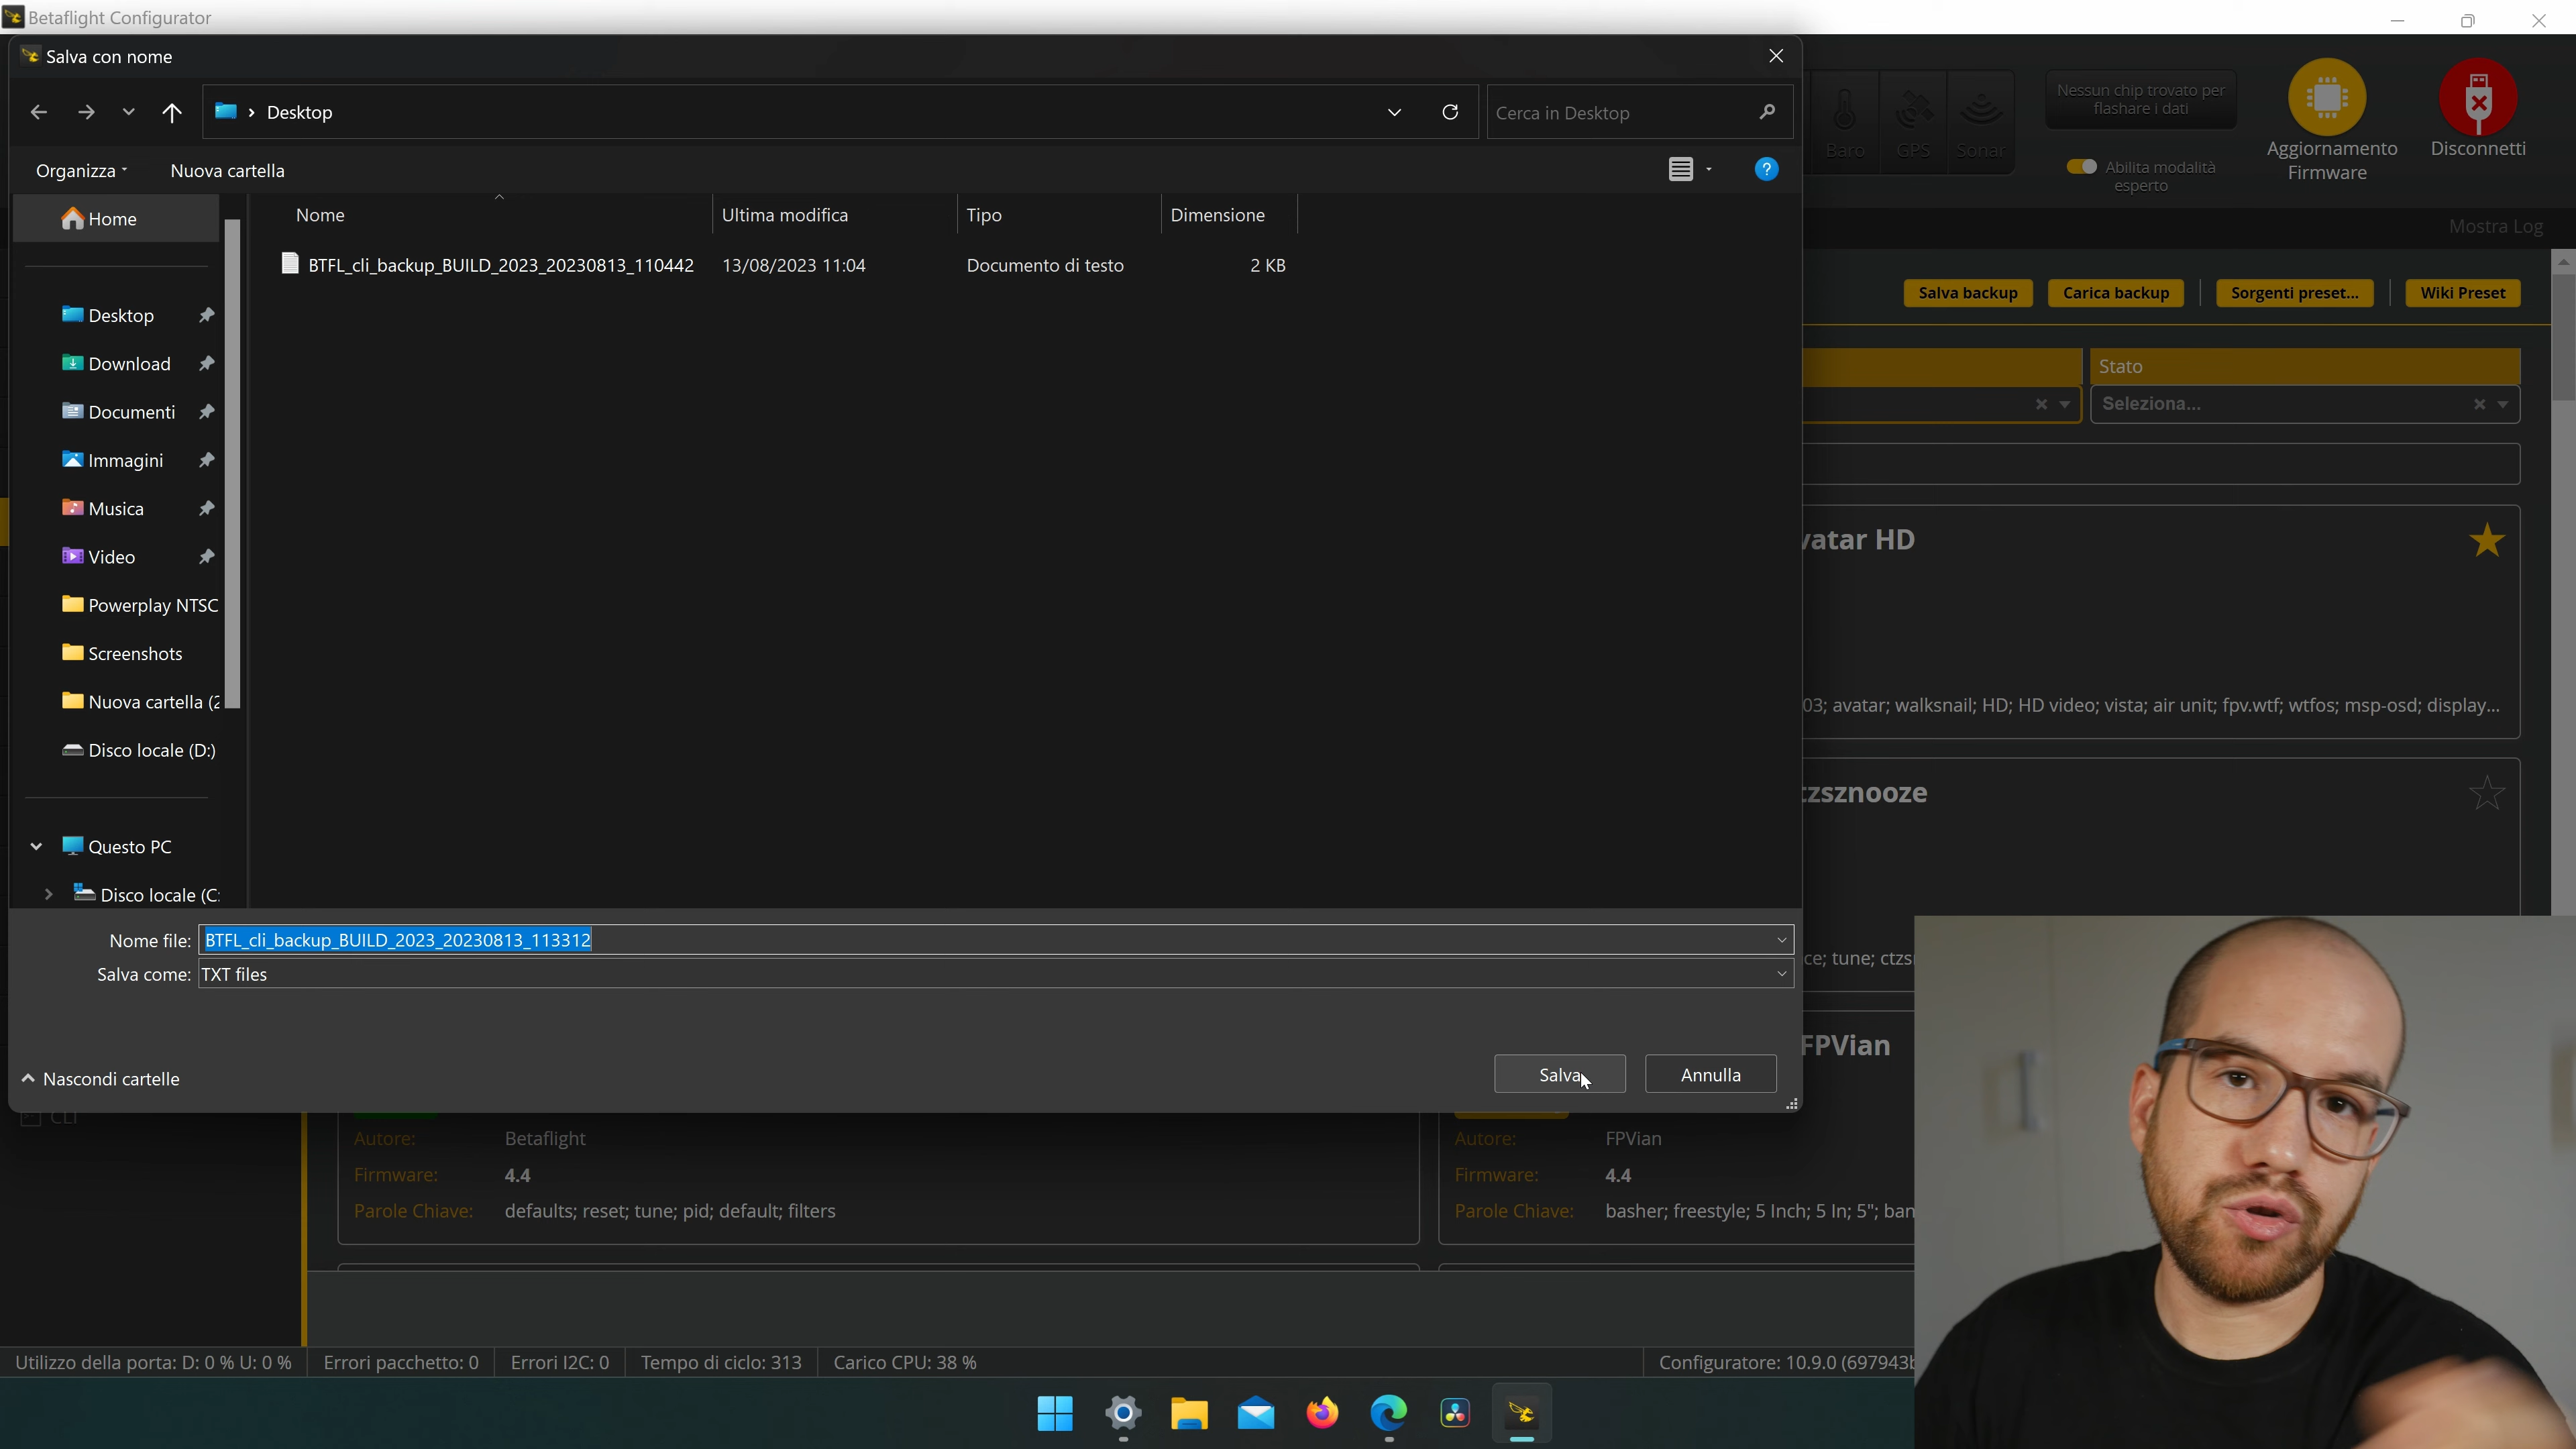 Betaflight Configurator
Salva con nome
Desktop
Cerca in Desktop
Baro
GPS
Sonar
Nessun chip trovato per
flashare i dati
Abilita modalità
esperto
Aggiornamento
Firmware
Disconnetti
Mostra Log
Organizza
Nuova cartella
Nome
Ultima modifica
Tipo
Dimensione
BTFL_cli_backup_BUILD_2023_20230813_110442
13/08/2023 11:04
Documento di testo
2 KB
Home
Desktop
Download
Documenti
Immagini
Musica
Video
Powerplay NTSC
Screenshots
Nuova cartella (2
Disco locale (D:)
Questo PC
Disco locale (C:
Salva backup
Carica backup
Sorgenti preset...
Wiki Preset
Stato
Seleziona...
vatar HD
03; avatar; walksnail; HD; HD video; vista; air unit; fpv.wtf; wtfos; msp-osd; display...
tzsznooze
ce; tune; ctzs
FPVian
Nome file: BTFL_cli_backup_BUILD_2023_20230813_113312
Salva come: TXT files
Nascondi cartelle
Salva
Annulla
CLI
Autore: Betaflight
Firmware: 4.4
Parole Chiave: defaults; reset; tune; pid; default; filters
Autore: FPVian
Firmware: 4.4
Parole Chiave: basher; freestyle; 5 Inch; 5 In; 5"; ban
Utilizzo della porta: D: 0 % U: 0 %
Errori pacchetto: 0
Errori I2C: 0
Tempo di ciclo: 313
Carico CPU: 38 %
Configuratore: 10.9.0 (697943b